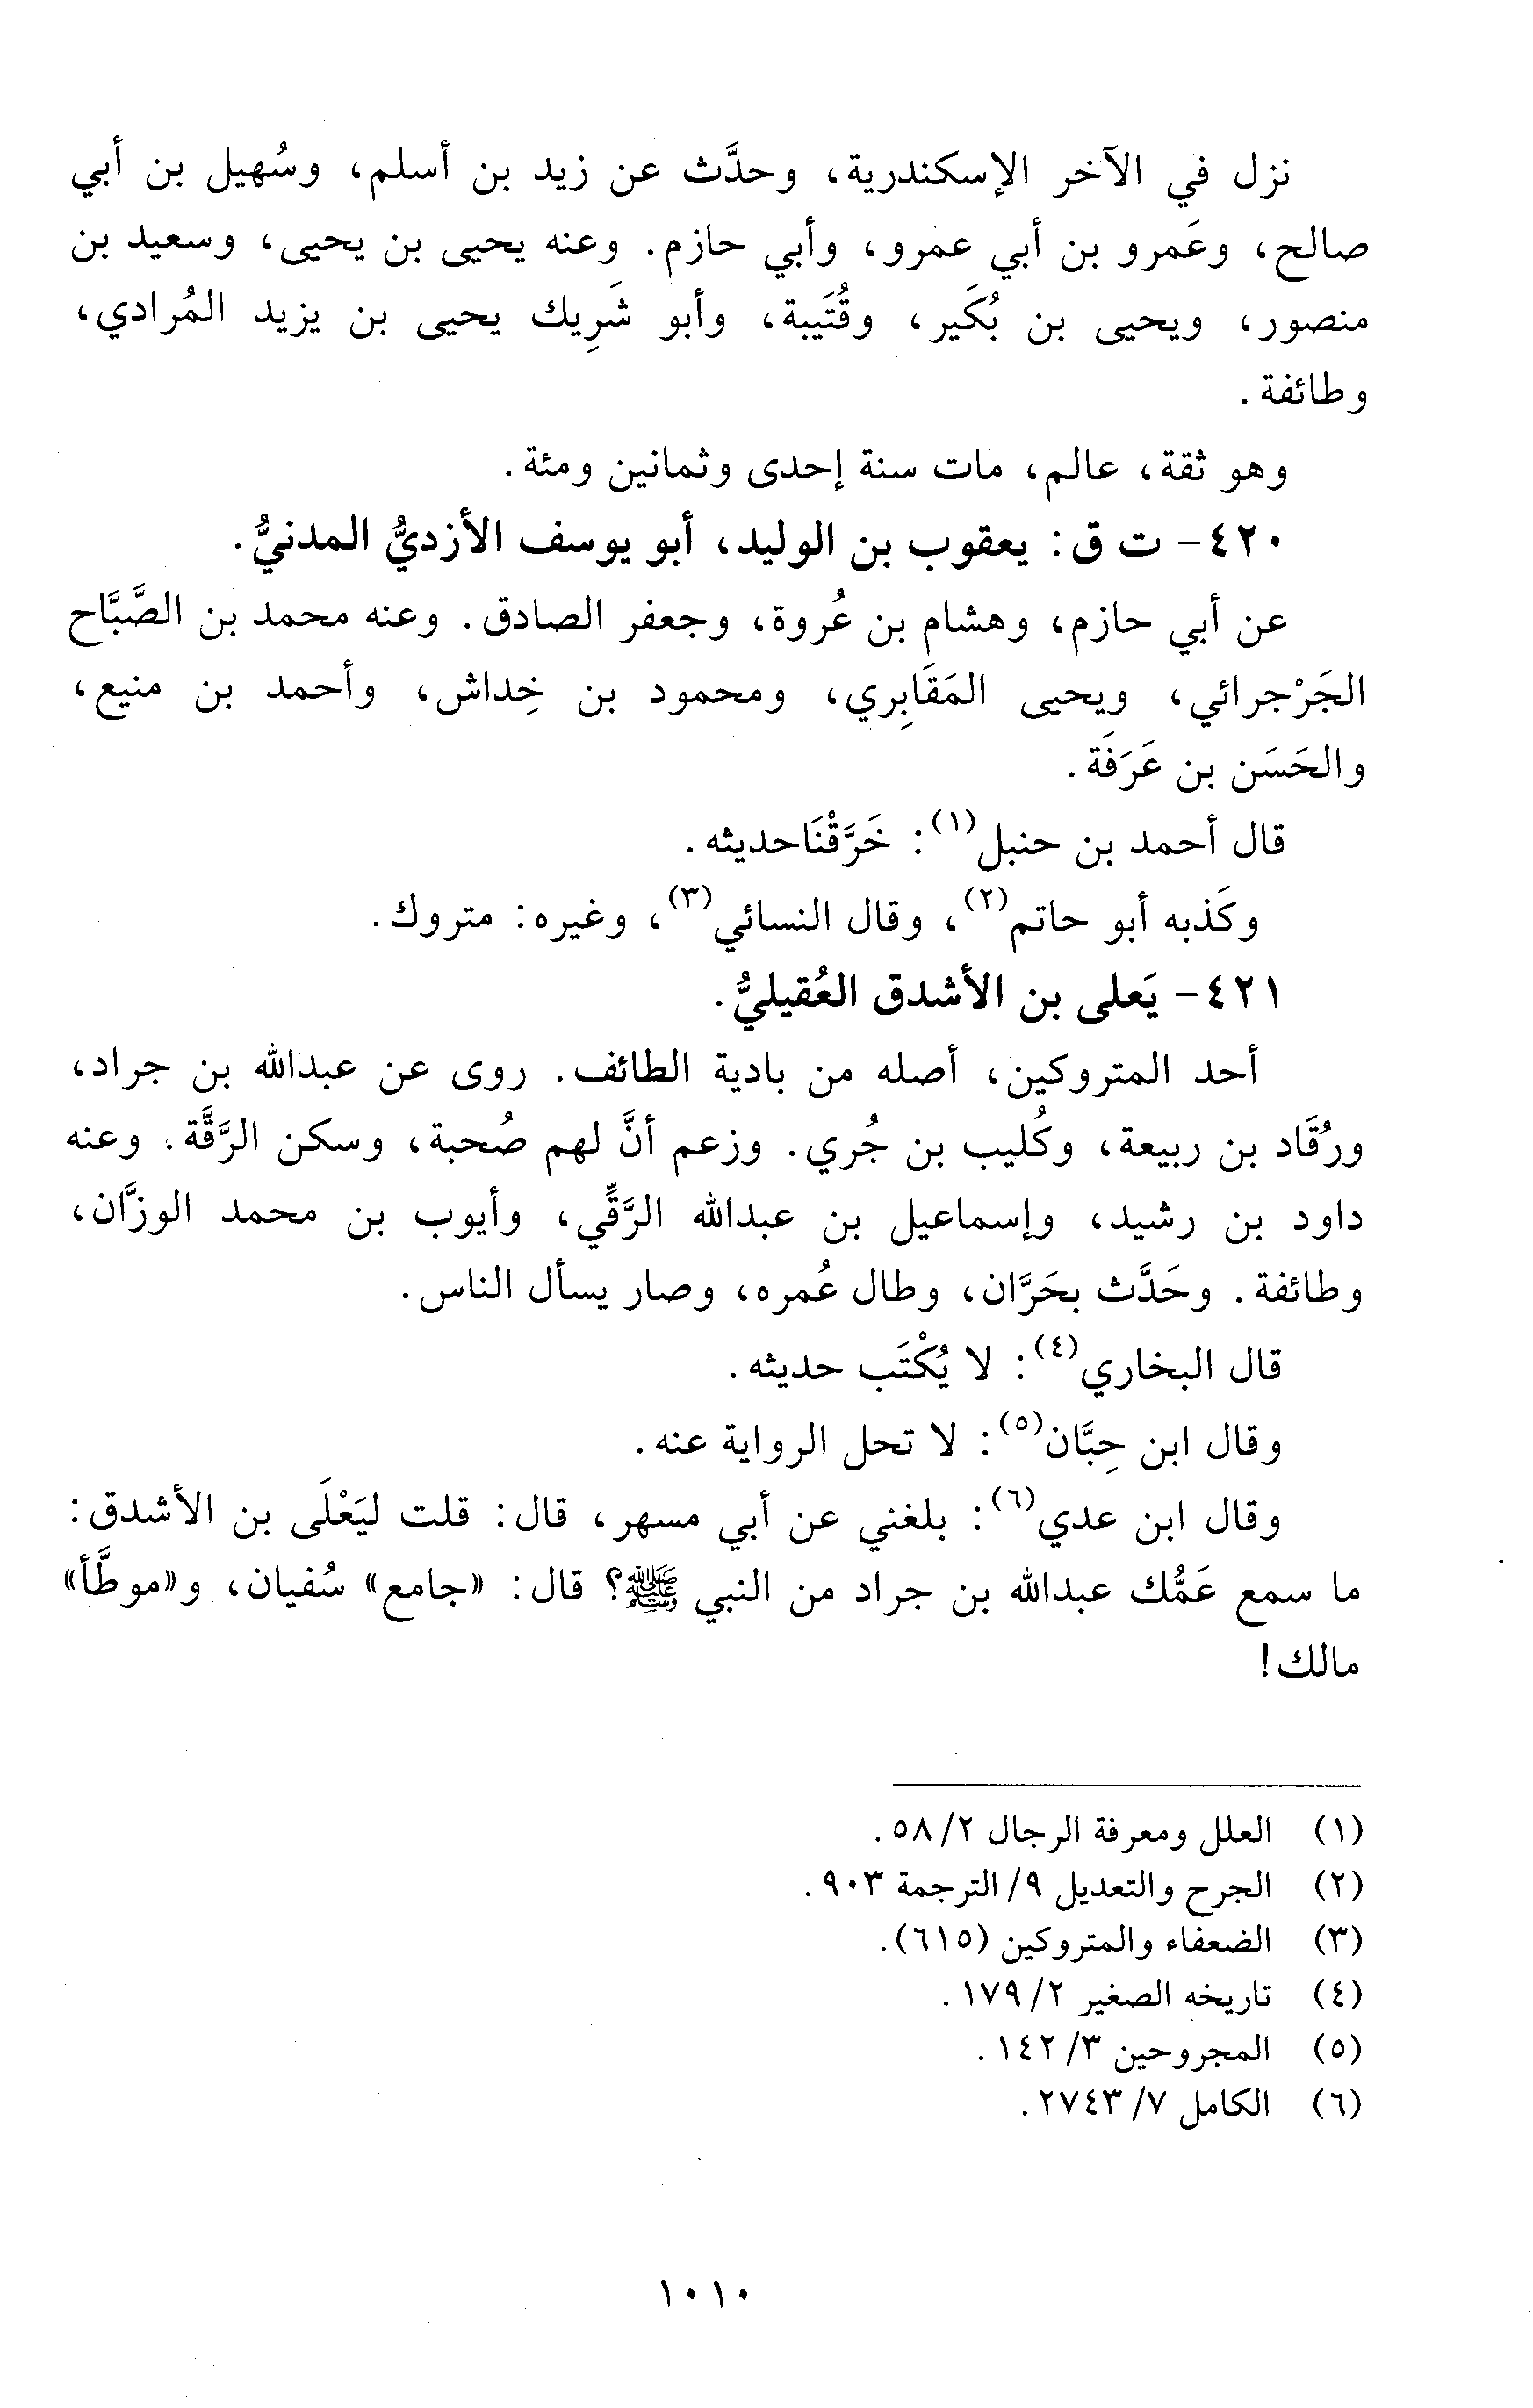 نزل في الآخر الإسكندرية، وحدَّث عن زيد بن أسلم، وسُهيل بن أبي
صالح، وعَمرو بن أبي عمرو، وأبي حازم. وعنه يحيى بن يحيى، وسعيد بن
منصور، ويحيى بن بُكَير، وقُتَيبة، وأبو شَرِيك يحيى بن يزيد المُرادي،
وطائفة.
وهو ثقة، عالم، مات سنة إحدى وثمانين ومئة.
٤٢٠- ت ق: يعقوب بن الوليد، أبو يوسف الأزديُّ المدنيُّ.
عن أبي حازم، وهشام بن عُروة، وجعفر الصادق. وعنه محمد بن الصَّبَّاح
الجَرْجرائي، ويحيى المَقَابِري، ومحمود بن خِداش، وأحمد بن منيع،
والحَسَن بن عَرَفَة.
قال أحمد بن حنبل(١): خَرَّقْنَاحديثه.
وكَذبه أبو حاتم(٢)، وقال النسائي(٣)، وغيره: متروك.
٤٢١- يَعلى بن الأشدق العُقيليُّ.
أحد المتروكين، أصله من بادية الطائف. روى عن عبدالله بن جراد،
ورُقَاد بن ربيعة، وكُليب بن جُري. وزعم أنَّ لهم صُحبة، وسكن الرَّقَّة. وعنه
داود بن رشيد، وإسماعيل بن عبدالله الرَّقِّي، وأيوب بن محمد الوزَّان،
وطائفة. وحَدَّث بحَرَّان، وطال عُمره، وصار يسأل الناس.
قال البخاري(٤): لا يُكْتَب حديثه.
وقال ابن حِبَّان(٥): لا تحل الرواية عنه.
وقال ابن عدي(٦): بلغني عن أبي مسهر، قال: قلت ليَعْلَى بن الأشدق:
ما سمع عَمُّك عبدالله بن جراد من النبي ﷺ؟ قال: «جامع» سُفيان، و«موطَّأ»
مالك!
(١) العلل ومعرفة الرجال ٢/ ٥٨.
(٢) الجرح والتعديل ٩/ الترجمة ٩٠٣.
(٣) الضعفاء والمتروكين (٦١٥).
(٤) تاريخه الصغير ٢/ ١٧٩.
(٥) المجروحين ٣/ ١٤٢.
(٦) الكامل ٧/ ٢٧٤٣.
١٠١٠